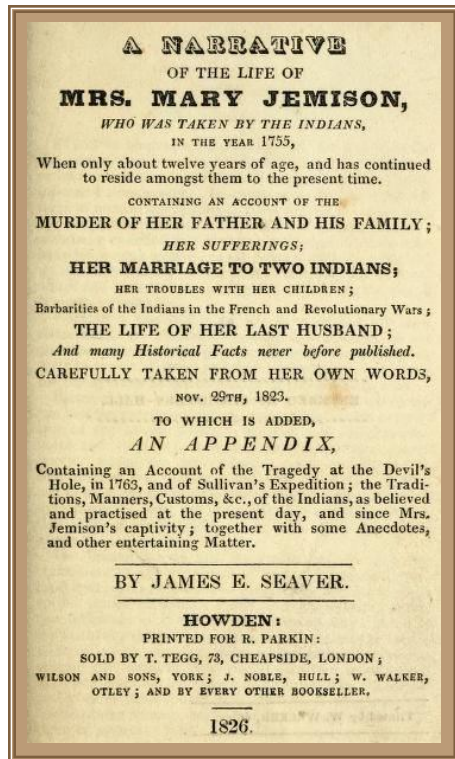 A NARRATIVE
OF THE LIFE OF
MRS. MARY JEMISON,
WHO WAS TAKEN BY THE INDIANS,
IN THE YEAR 1755,
When only about twelve years of age, and has continued
to reside amongst them to the present time.
CONTAINING AN ACCOUNT OF THE
MURDER OF HER FATHER AND HIS FAMILY;
HER SUFFERINGS;
HER MARRIAGE TO TWO INDIANS;
HER TROUBLES WITH HER CHILDREN;
Barbarities of the Indians in the French and Revolutionary Wars;
THE LIFE OF HER LAST HUSBAND;
And many Historical Facts never before published.
CAREFULLY TAKEN FROM HER OWN WORDS,
NOV. 29TH, 1823.
TO WHICH IS ADDED,
AN APPENDIX,
Containing an Account of the Tragedy at the Devil's
Hole, in 1763, and of Sullivan's Expedition; the Tradi-
tions, Manners, Customs, &c., of the Indians, as believed
and practised at the present day, and since Mrs.
Jemison's captivity; together with some Anecdotes,
and other entertaining Matter.
BY JAMES E. SEAVER.
HOWDEN:
PRINTED FOR R. PARKIN:
SOLD BY T. TEGG, 73, CHEAPSIDE, LONDON;
WILSON AND SONS, YORK; J. NOBLE, HULL; W. WALKER,
OTLEY; AND BY EVERY OTHER BOOKSELLER.
1826.